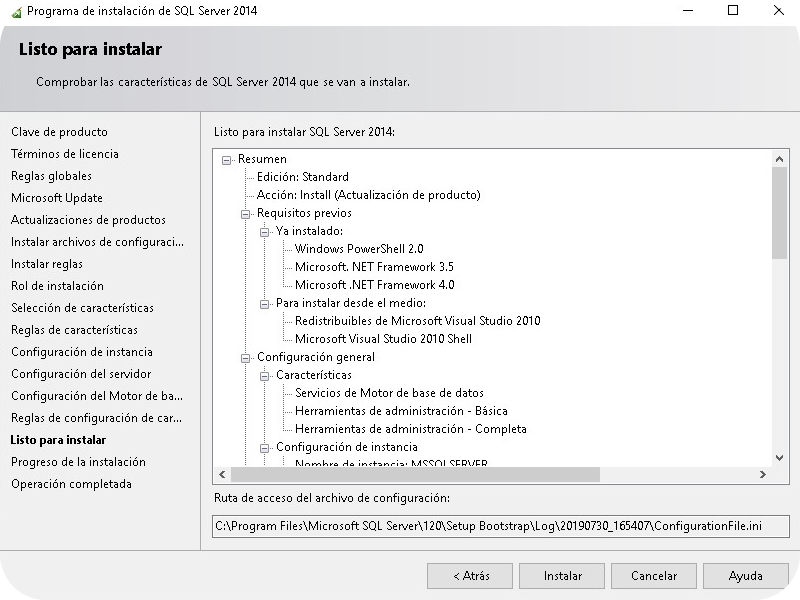 Programa de instalación de SQL Server 2014
Listo para instalar
Comprobar las características de SQL Server 2014 que se van a instalar.
Clave de producto
Términos de licencia
Reglas globales
Microsoft Update
Actualizaciones de productos
Instalar archivos de configuraci...
Instalar reglas
Rol de instalación
Selección de características
Reglas de características
Configuración de instancia
Configuración del servidor
Configuración del Motor de ba...
Reglas de configuración de car...
Listo para instalar
Progreso de la instalación
Operación completada
Listo para instalar SQL Server 2014:
Resumen
Edición: Standard
Acción: Install (Actualización de producto)
Requisitos previos
Ya instalado:
Windows PowerShell 2.0
Microsoft. NET Framework 3.5
Microsoft .NET Framework 4.0
Para instalar desde el medio:
Redistribuibles de Microsoft Visual Studio 2010
Microsoft Visual Studio 2010 Shell
Configuración general
Características
Servicios de Motor de base de datos
Herramientas de administración - Básica
Herramientas de administración - Completa
Configuración de instancia
Nombre de instancia: MSSQLSERVER
Ruta de acceso del archivo de configuración:
C:\Program Files\Microsoft SQL Server\120\Setup Bootstrap\Log\20190730_165407\ConfigurationFile.ini
< Atrás
Instalar
Cancelar
Ayuda